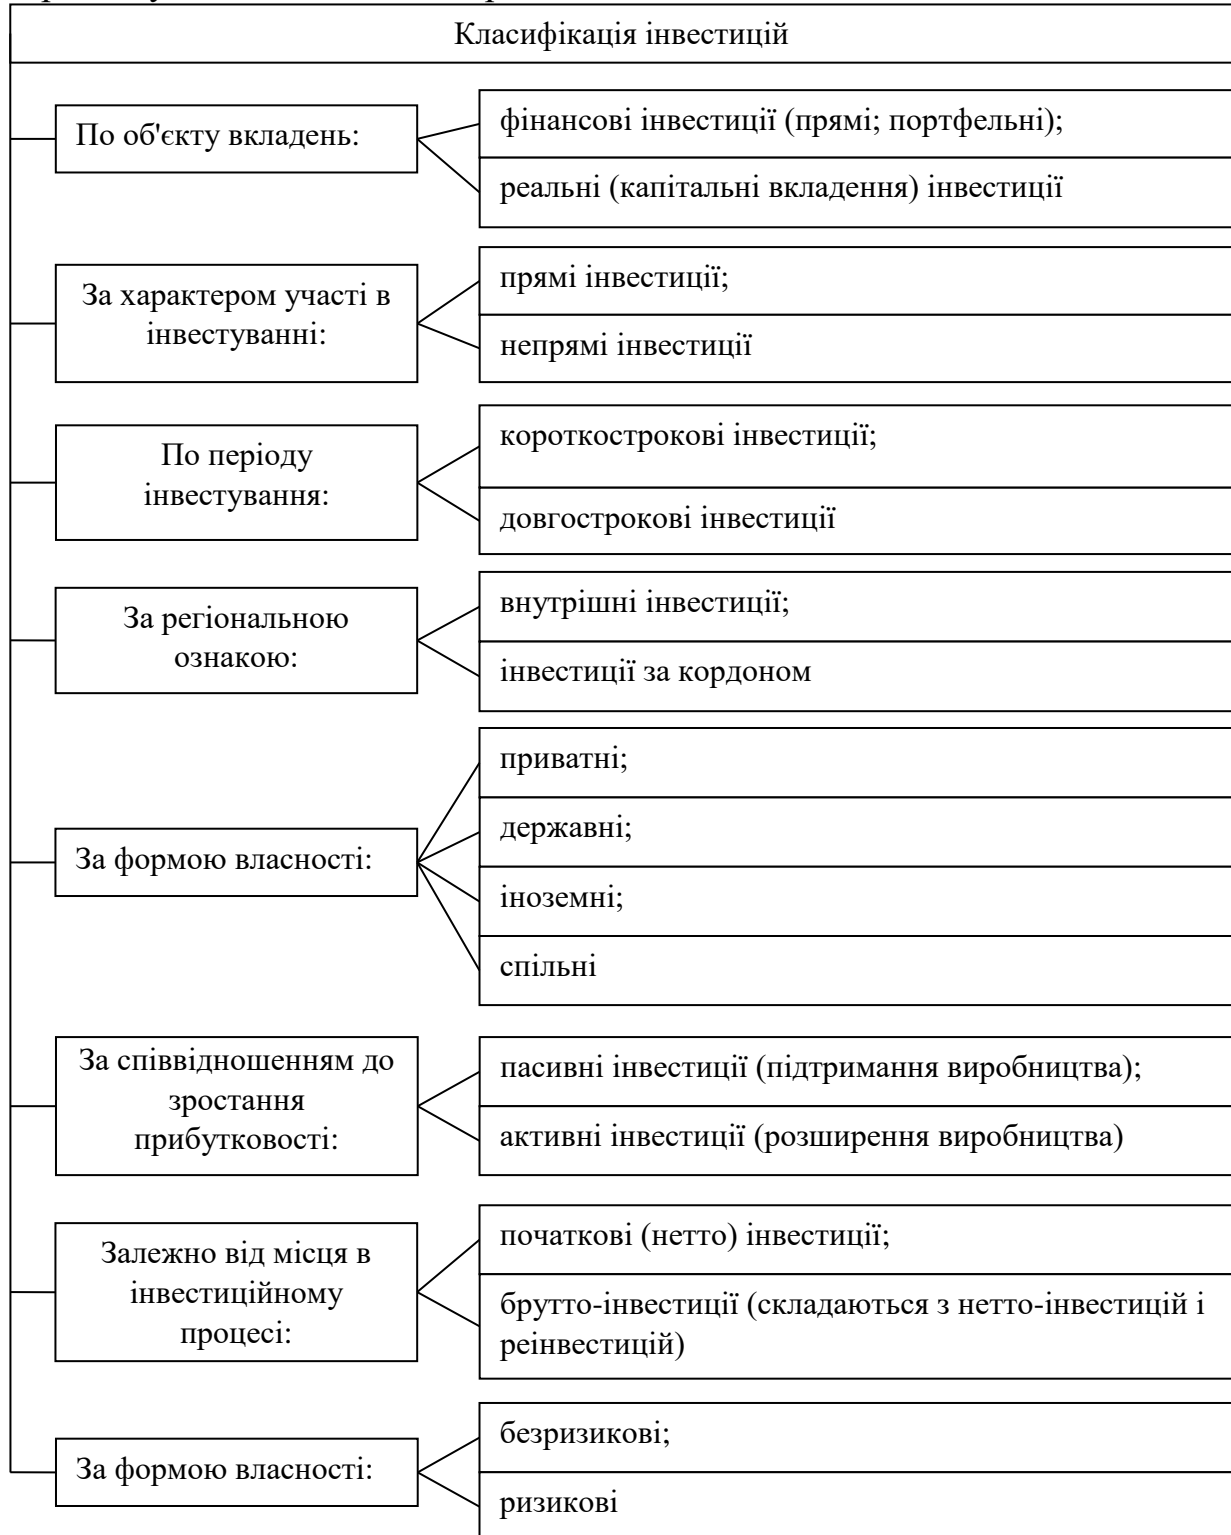 Класифікація інвестицій
По об'єкту вкладень:
фінансові інвестиції (прямі; портфельні);
реальні (капітальні вкладення) інвестиції
За характером участі в
інвестуванні:
прямі інвестиції;
непрямі інвестиції
По періоду
інвестування:
короткострокові інвестиції;
довгострокові інвестиції
За регіональною
ознакою:
внутрішні інвестиції;
інвестиції за кордоном
За формою власності:
приватні;
державні;
іноземні;
спільні
За співвідношенням до
зростання
прибутковості:
пасивні інвестиції (підтримання виробництва);
активні інвестиції (розширення виробництва)
Залежно від місця в
інвестиційному
процесі:
початкові (нетто) інвестиції;
брутто-інвестиції (складаються з нетто-інвестицій і
реінвестицій)
За формою власності:
безризикові;
ризикові